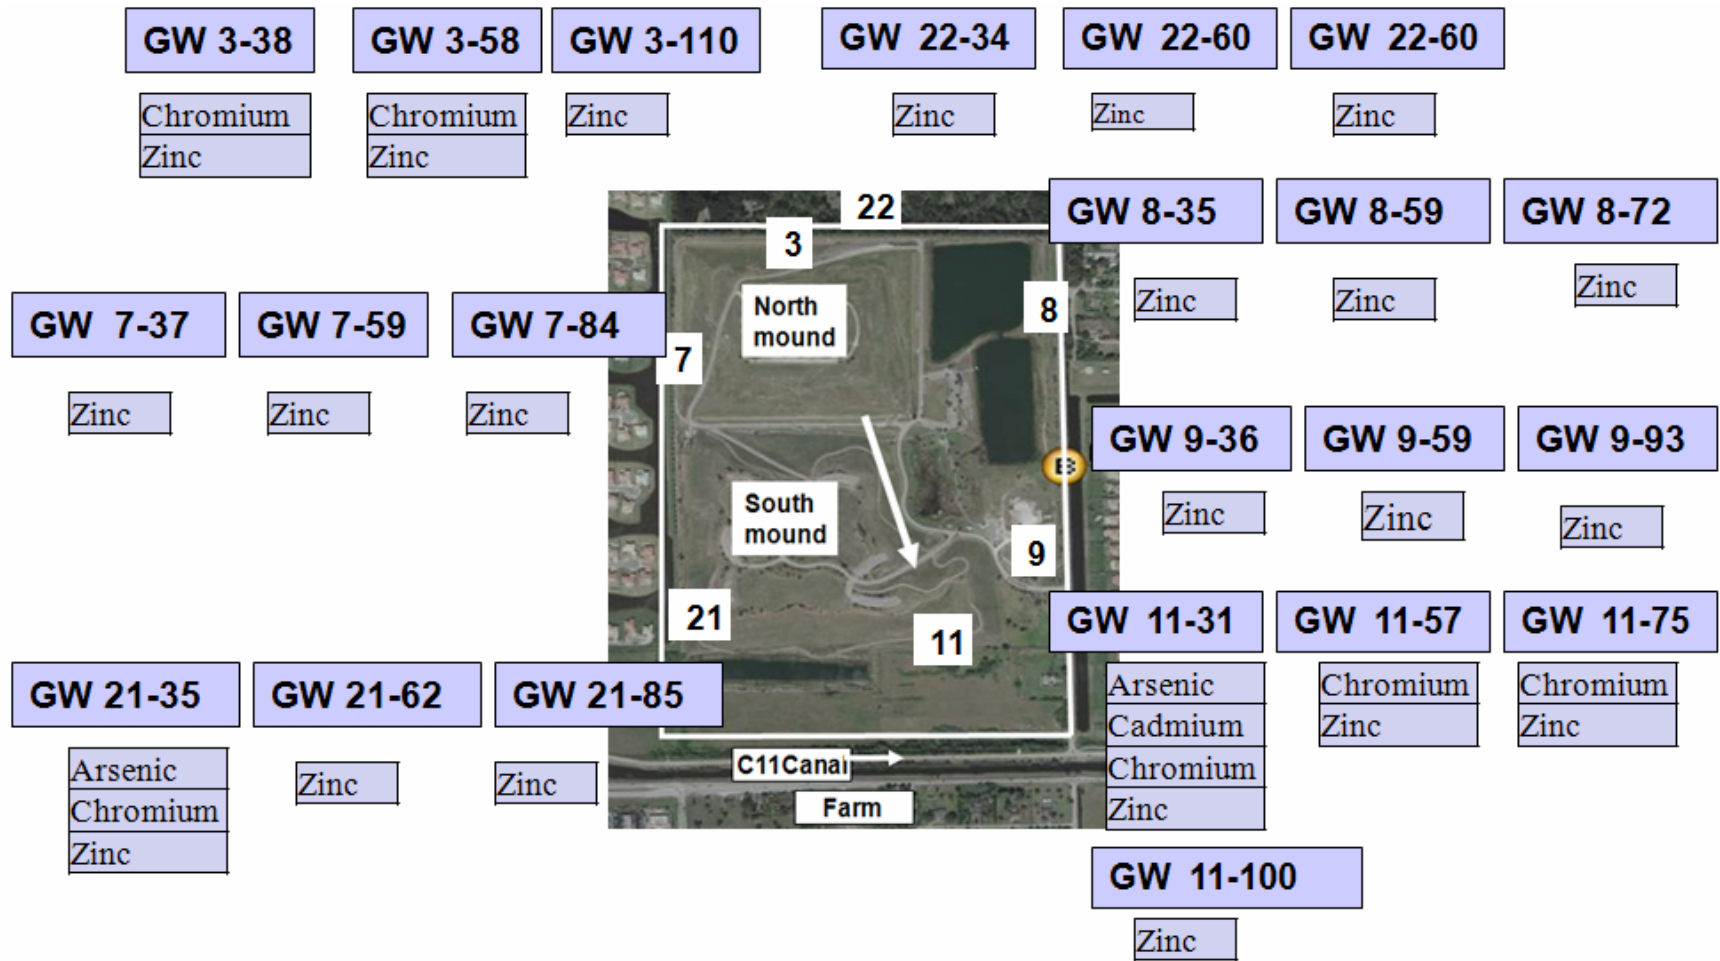 GW 3-38
GW 3-58
GW 3-110
GW 22-34
GW 22-60
GW 22-60
Chromium
Zinc
Chromium
Zinc
Zinc
Zinc
Zinc
Zinc
22
3
8
7
North
mound
South
mound
9
21
11
B
GW 8-35
GW 8-59
GW 8-72
Zinc
Zinc
Zinc
GW 7-37
GW 7-59
GW 7-84
Zinc
Zinc
Zinc
GW 9-36
GW 9-59
GW 9-93
Zinc
Zinc
Zinc
GW 11-31
GW 11-57
GW 11-75
Arsenic
Cadmium
Chromium
Zinc
Chromium
Zinc
Chromium
Zinc
GW 21-35
GW 21-62
GW 21-85
Arsenic
Chromium
Zinc
Zinc
Zinc
C11Canal
Farm
GW 11-100
Zinc